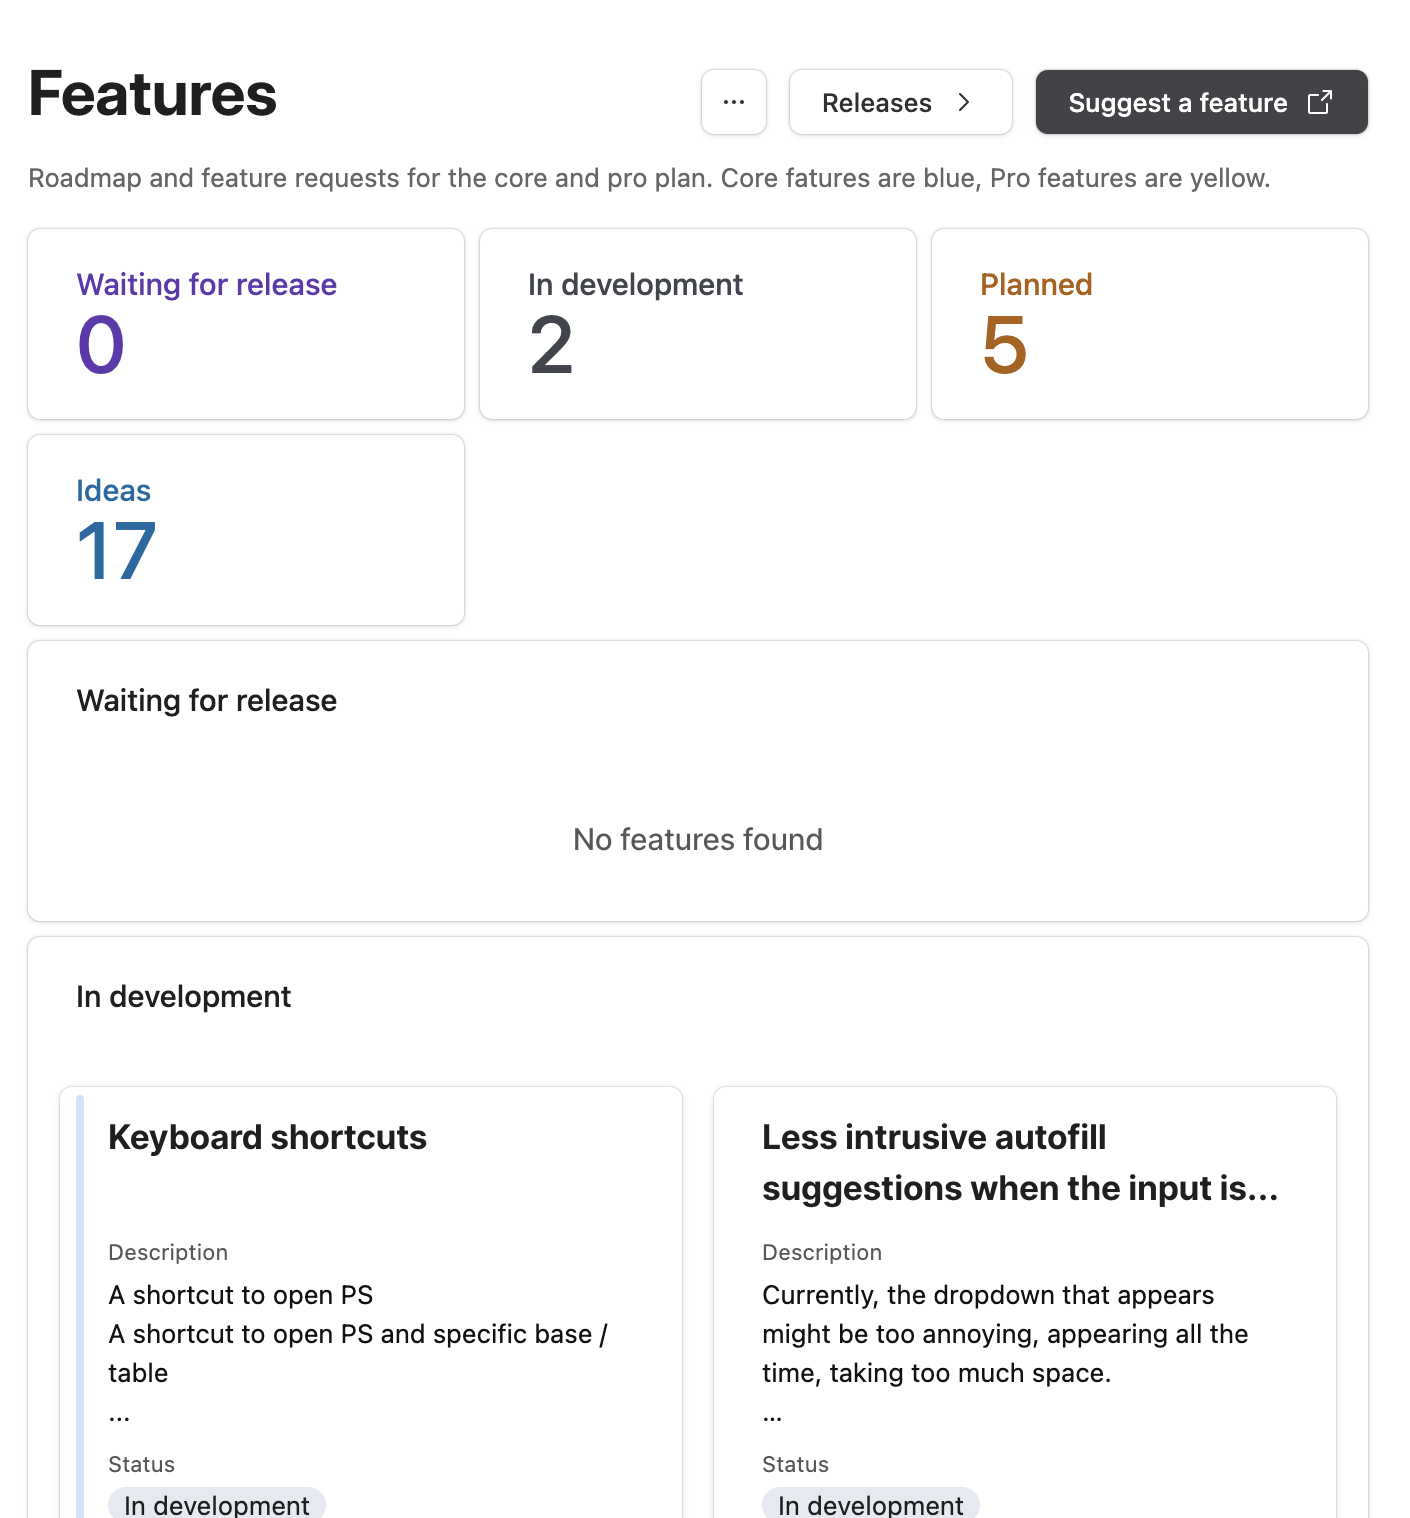 Features
...
Releases
Suggest a feature
Roadmap and feature requests for the core and pro plan. Core fatures are blue, Pro features are yellow.
Waiting for release
0
In development
2
Planned
5
Ideas
17
Waiting for release
No features found
In development
Keyboard shortcuts
Description
A shortcut to open PS
A shortcut to open PS and specific base /
table
...
Status
In development
Less intrusive autofill
suggestions when the input is...
Description
Currently, the dropdown that appears
might be too annoying, appearing all the
time, taking too much space.
...
Status
In development